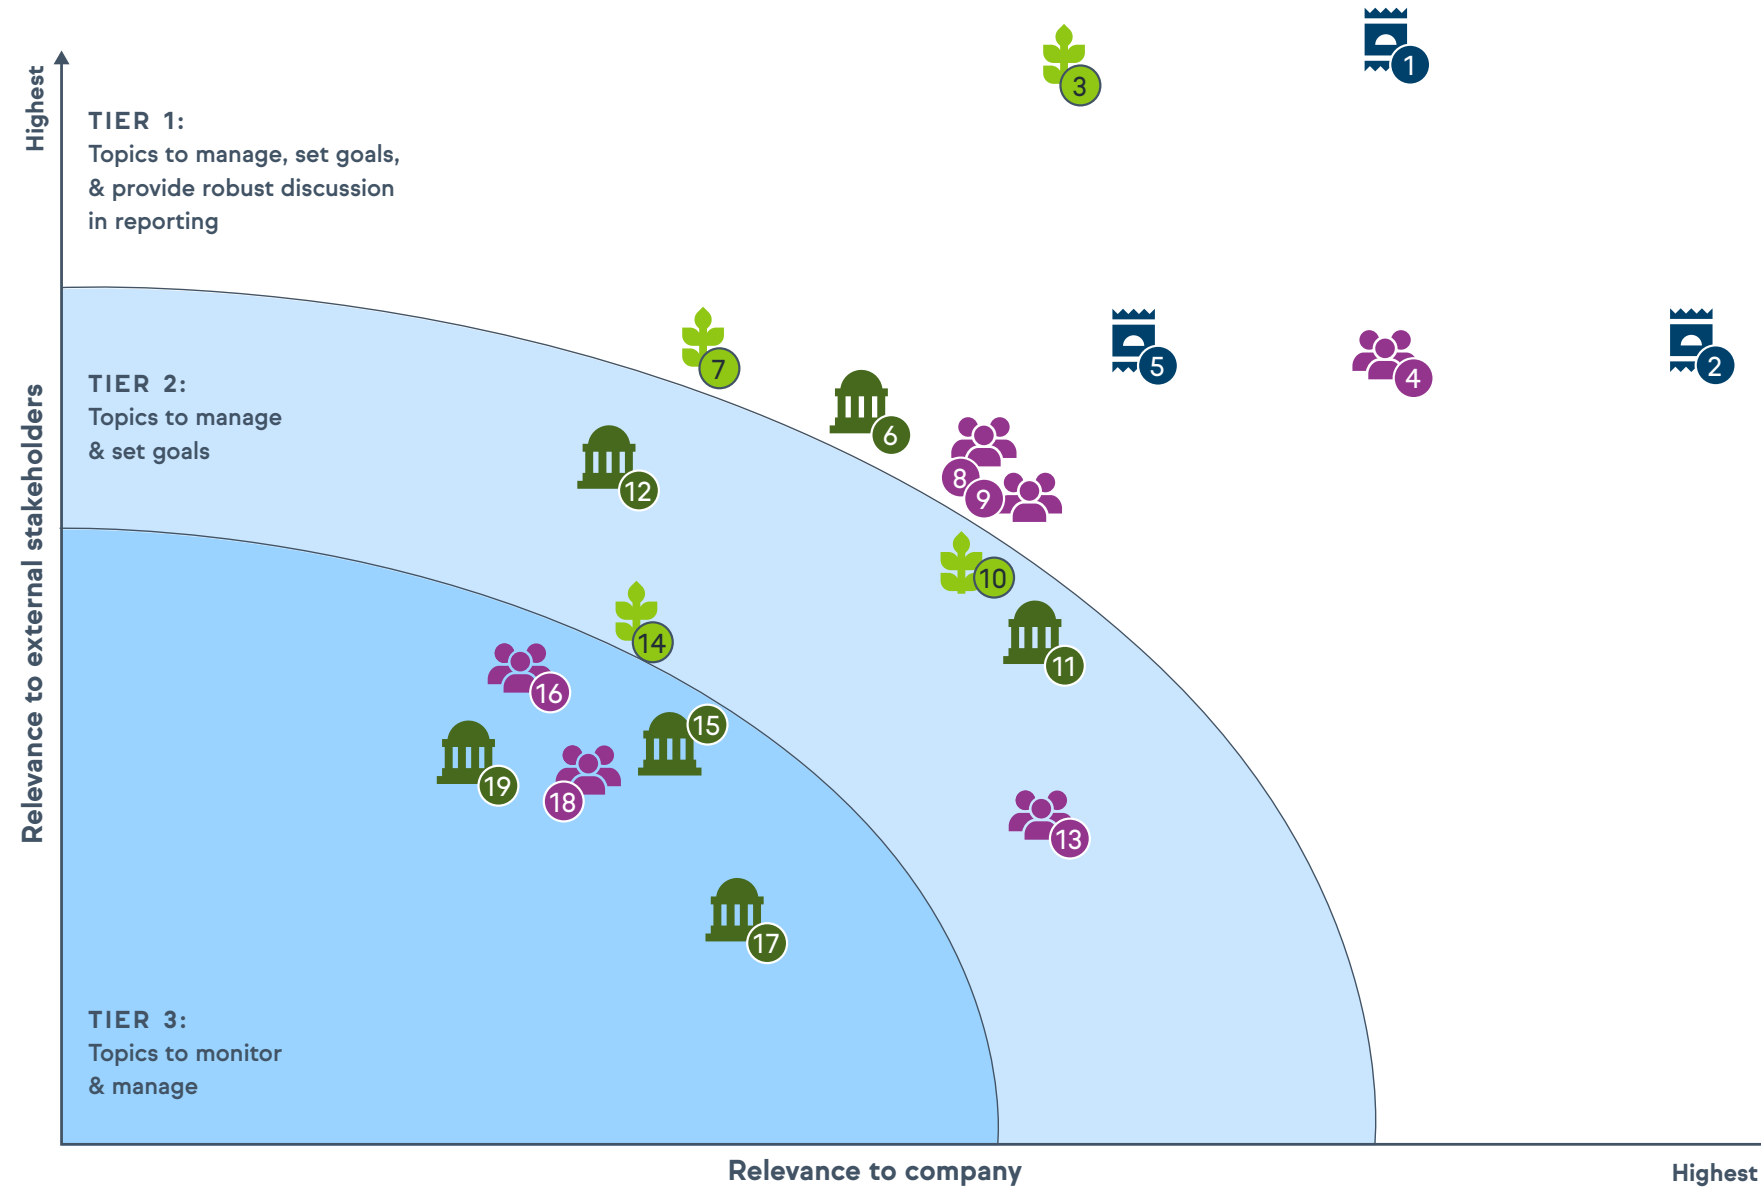 Highest
Relevance to external stakeholders
TIER 1:
Topics to manage, set goals,
& provide robust discussion
in reporting
3
1
TIER 2:
Topics to manage
& set goals
7
5
4
2
6
12
8
9
10
14
11
16
15
19
18
13
17
TIER 3:
Topics to monitor
& manage
Relevance to company
Highest